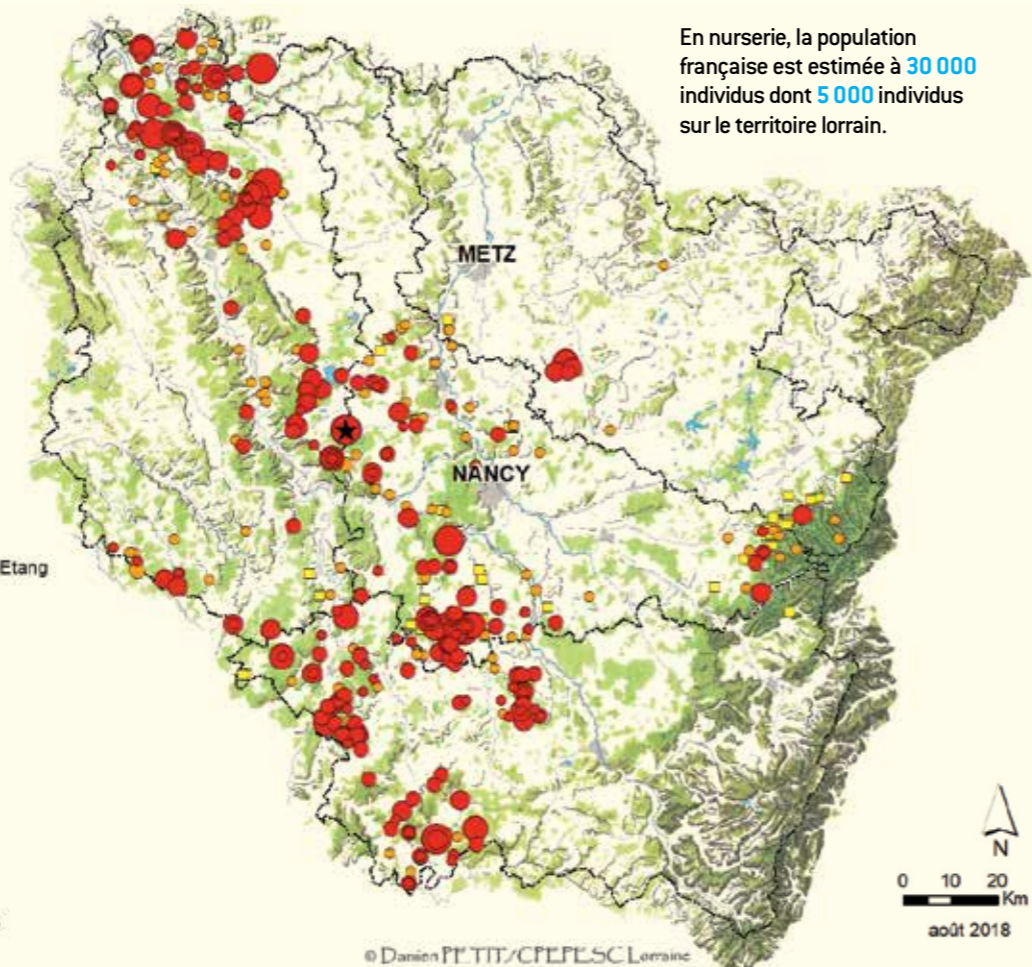 En nurserie, la population
française est estimée à 30 000
individus dont 5 000 individus
sur le territoire lorrain.
METZ
NANCY
Etang
N
0 10 20
Km
août 2018
© Damien PETIT/CPEPESC Lorraine